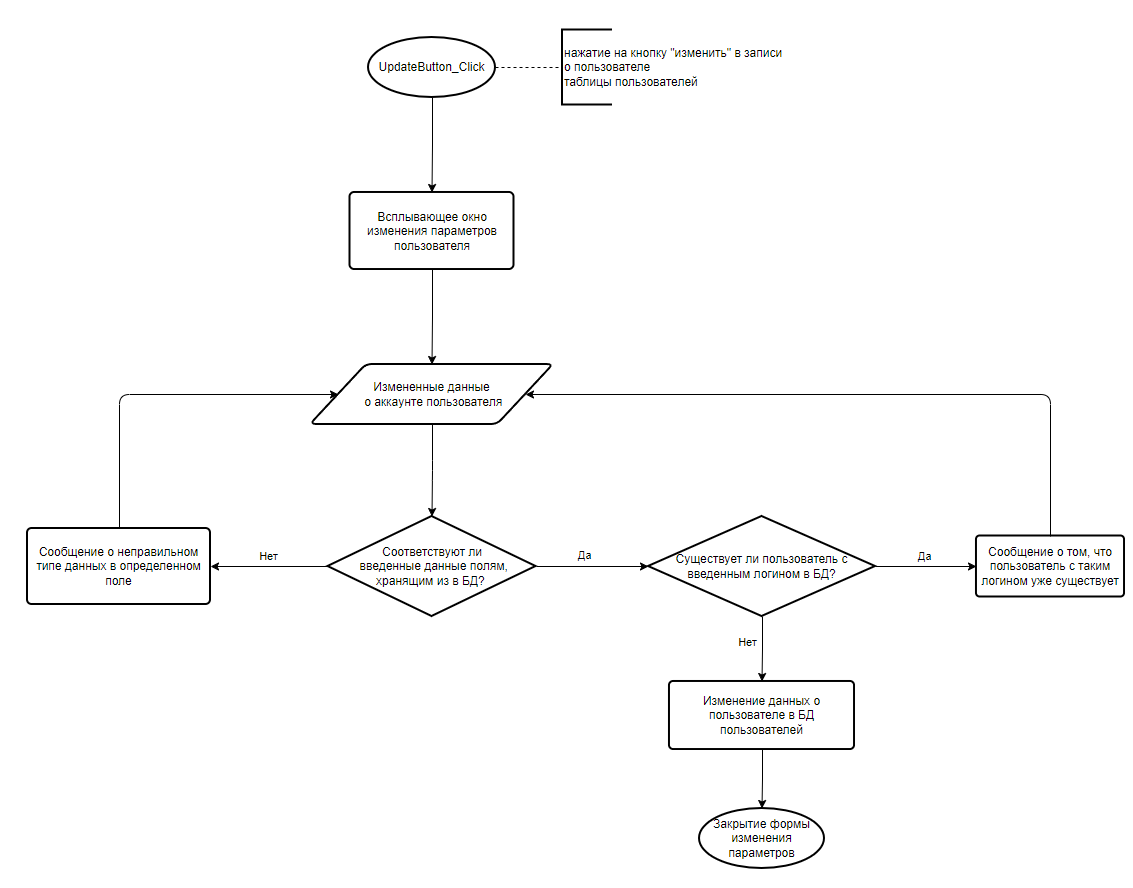 UpdateButton_Click
нажатие на кнопку "изменить" в записи
о пользователе
таблицы пользователей
Всплывающее окно
изменения параметров
пользователя
Измененные данные
о аккаунте пользователя
Сообщение о неправильном
типе данных в определенном
поле
Нет
Соответствуют ли
введенные данные полям,
хранящим из в БД?
Да
Существует ли пользователь с
введенным логином в БД?
Да
Сообщение о том, что
пользователь с таким
логином уже существует
Нет
Изменение данных о
пользователе в БД
пользователей
Закрытие формы
изменения
параметров